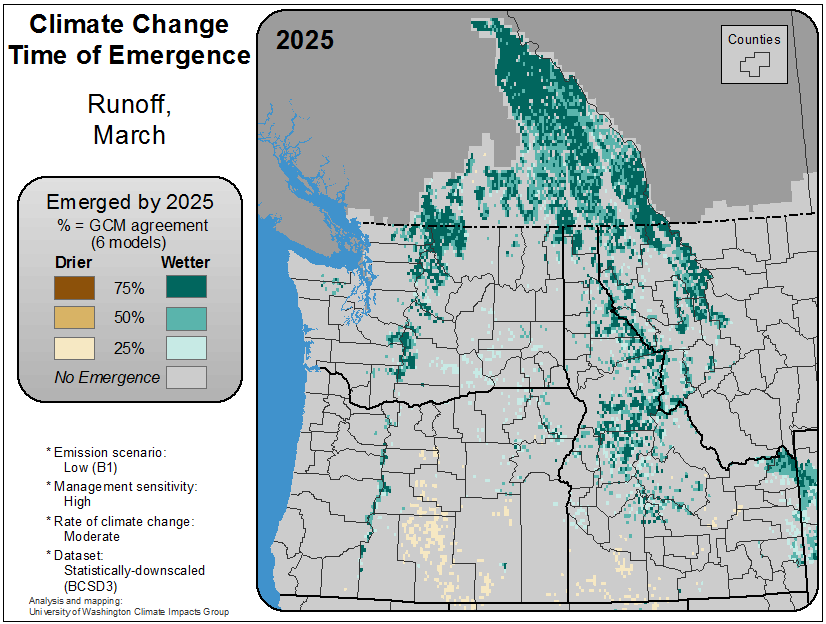 Climate Change
Time of Emergence
Runoff,
March
Emerged by 2025
% = GCM agreement
(6 models)
Drier Wetter
75%
50%
25%
No Emergence
* Emission scenario:
Low (B1)
* Management sensitivity:
High
* Rate of climate change:
Moderate
* Dataset:
Statistically-downscaled
(BCSD3)
Analysis and mapping:
University of Washington Climate Impacts Group
2025
Counties